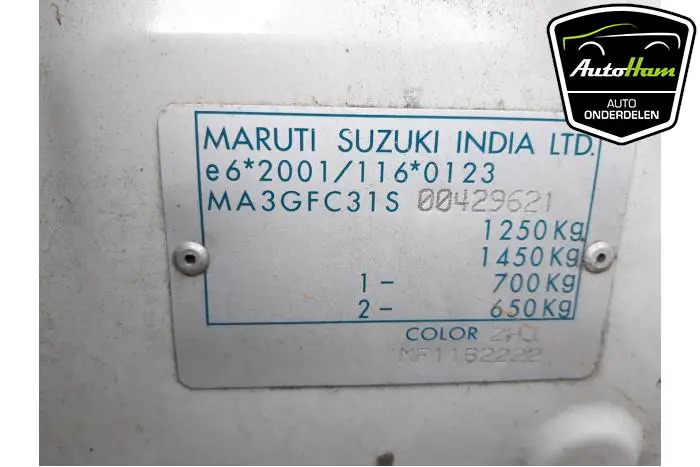 AutoHam
AUTO
ONDERDELEN
MARUTI SUZUKI INDIA LTD.
e6*2001/116*0123
MA3GFC31S 00429621
1250Kg
1450Kg
1- 700Kg
2- 650Kg
COLOR ZHJ
MF11B2222